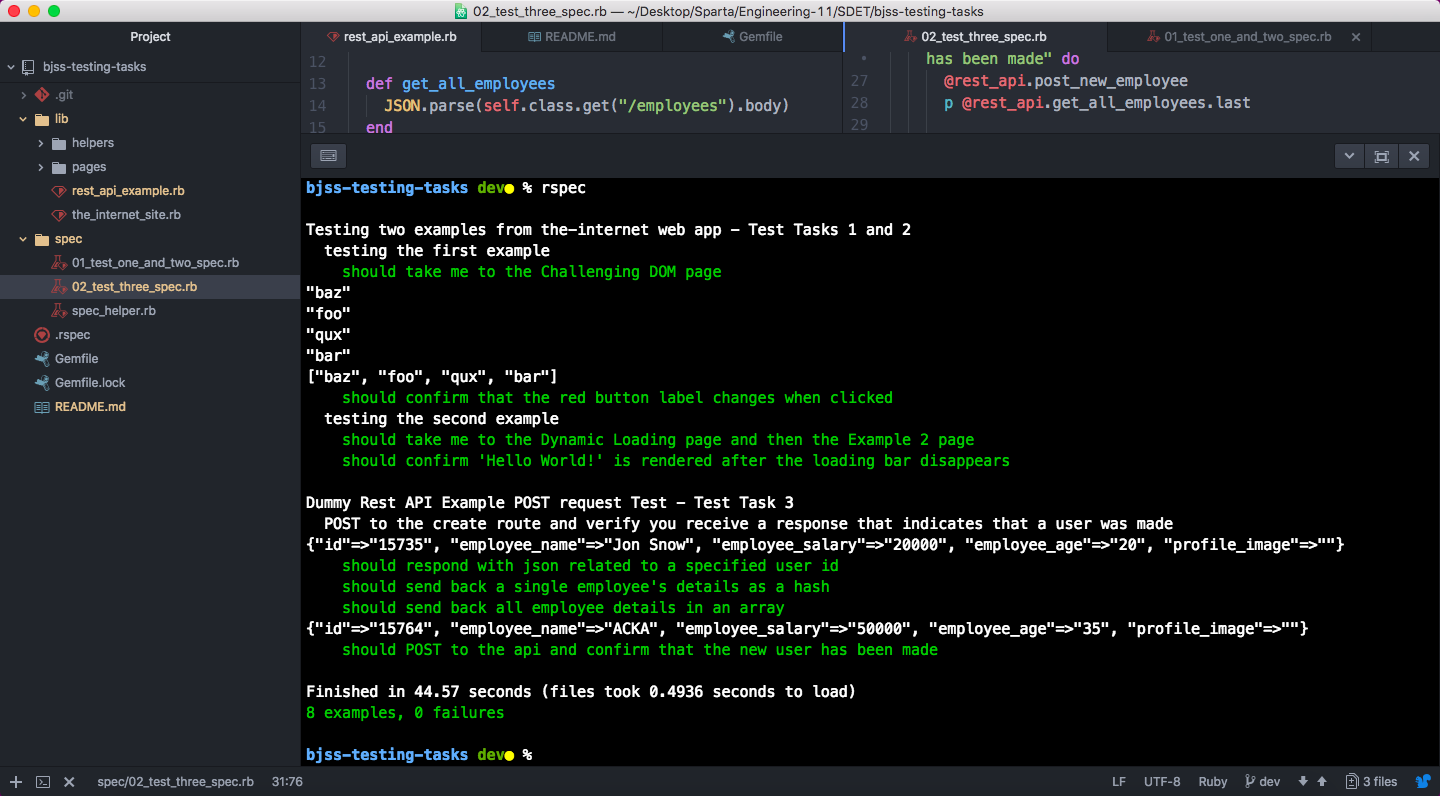 02_test_three_spec.rb — ~/Desktop/Sparta/Engineering-11/SDET/bjss-testing-tasks
Project
bjss-testing-tasks
.git
lib
helpers
pages
rest_api_example.rb
the_internet_site.rb
spec
01_test_one_and_two_spec.rb
02_test_three_spec.rb
spec_helper.rb
.rspec
Gemfile
Gemfile.lock
README.md
rest_api_example.rb
README.md
Gemfile
12
13 def get_all_employees
14 JSON.parse(self.class.get("/employees").body)
15 end
02_test_three_spec.rb
01_test_one_and_two_spec.rb
has been made" do
27 @rest_api.post_new_employee
28 p @rest_api.get_all_employees.last
29
bjss-testing-tasks dev● % rspec
Testing two examples from the-internet web app - Test Tasks 1 and 2
testing the first example
should take me to the Challenging DOM page
"baz"
"foo"
"qux"
"bar"
["baz", "foo", "qux", "bar"]
should confirm that the red button label changes when clicked
testing the second example
should take me to the Dynamic Loading page and then the Example 2 page
should confirm 'Hello World!' is rendered after the loading bar disappears
Dummy Rest API Example POST request Test - Test Task 3
POST to the create route and verify you receive a response that indicates that a user was made
{"id"=>"15735", "employee_name"=>"Jon Snow", "employee_salary"=>"20000", "employee_age"=>"20", "profile_image"=>""}
should respond with json related to a specified user id
should send back a single employee's details as a hash
should send back all employee details in an array
{"id"=>"15764", "employee_name"=>"ACKA", "employee_salary"=>"50000", "employee_age"=>"35", "profile_image"=>""}
should POST to the api and confirm that the new user has been made
Finished in 44.57 seconds (files took 0.4936 seconds to load)
8 examples, 0 failures
bjss-testing-tasks dev● %
spec/02_test_three_spec.rb 31:76
LF UTF-8 Ruby dev 3 files